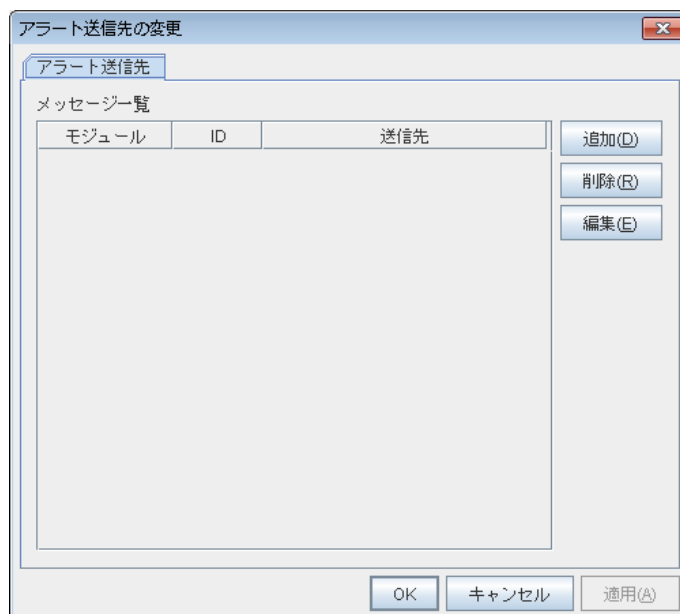 アラート送信先の変更
アラート送信先
メッセージ一覧
モジュール ID 送信先
追加(D)
削除(R)
編集(E)
OK キャンセル 適用(A)